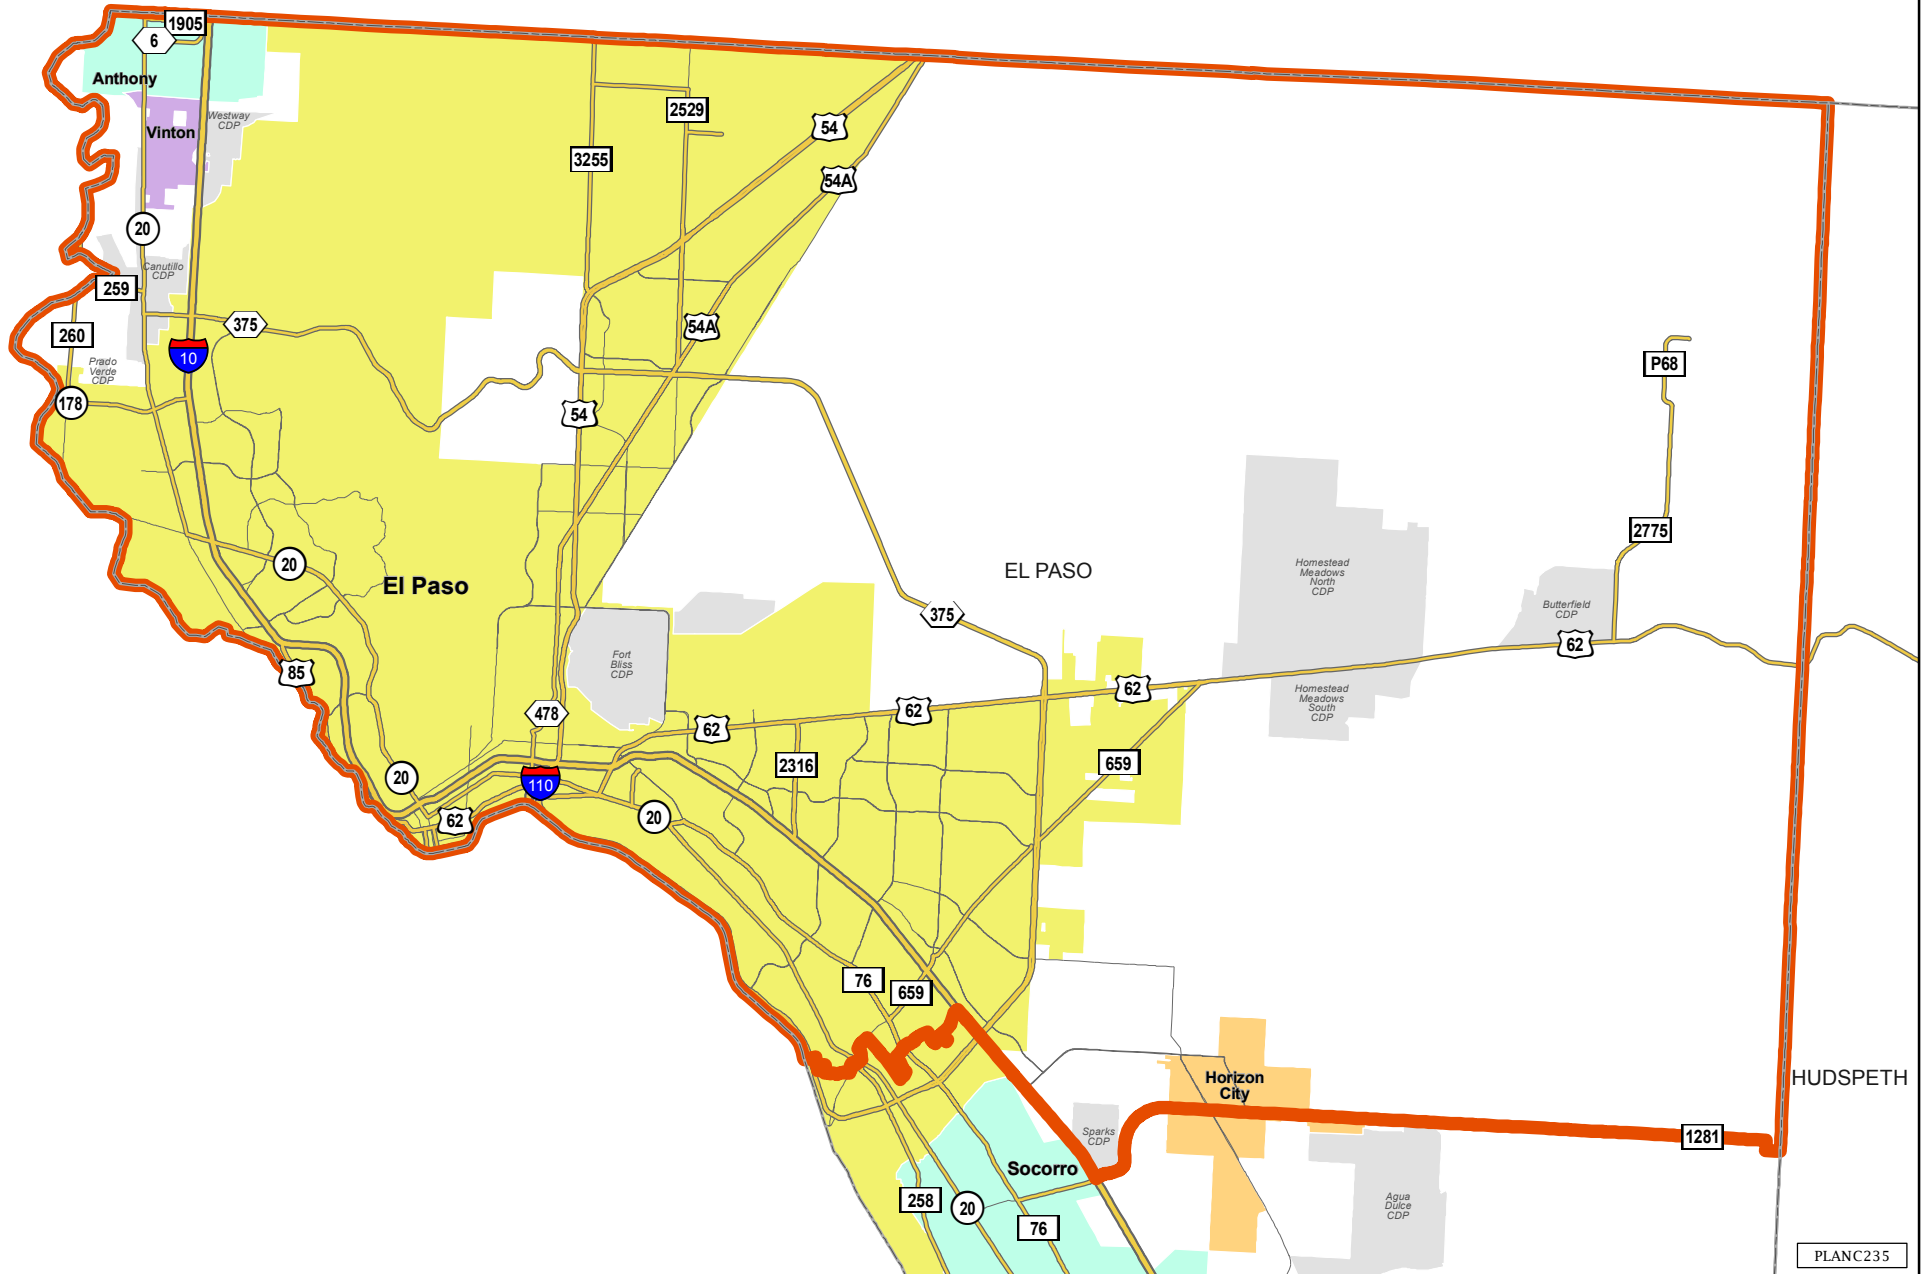 1905
6
Anthony
2529
54
Vinton
Westway
CDP
3255
54A
20
Canutillo
CDP
259
375
54A
260
10
Prado
Verde
CDP
P68
178
54
2775
20
El Paso
EL PASO
Homestead
Meadows
North
CDP
Butterfield
CDP
375
62
Fort
Bliss
CDP
85
62
Homestead
Meadows
South
CDP
478
62
62
659
2316
20
110
62
20
76
659
Horizon
City
HUDSPETH
Sparks
CDP
1281
Socorro
258
20
76
Agua
Dulce
CDP
PLANC235